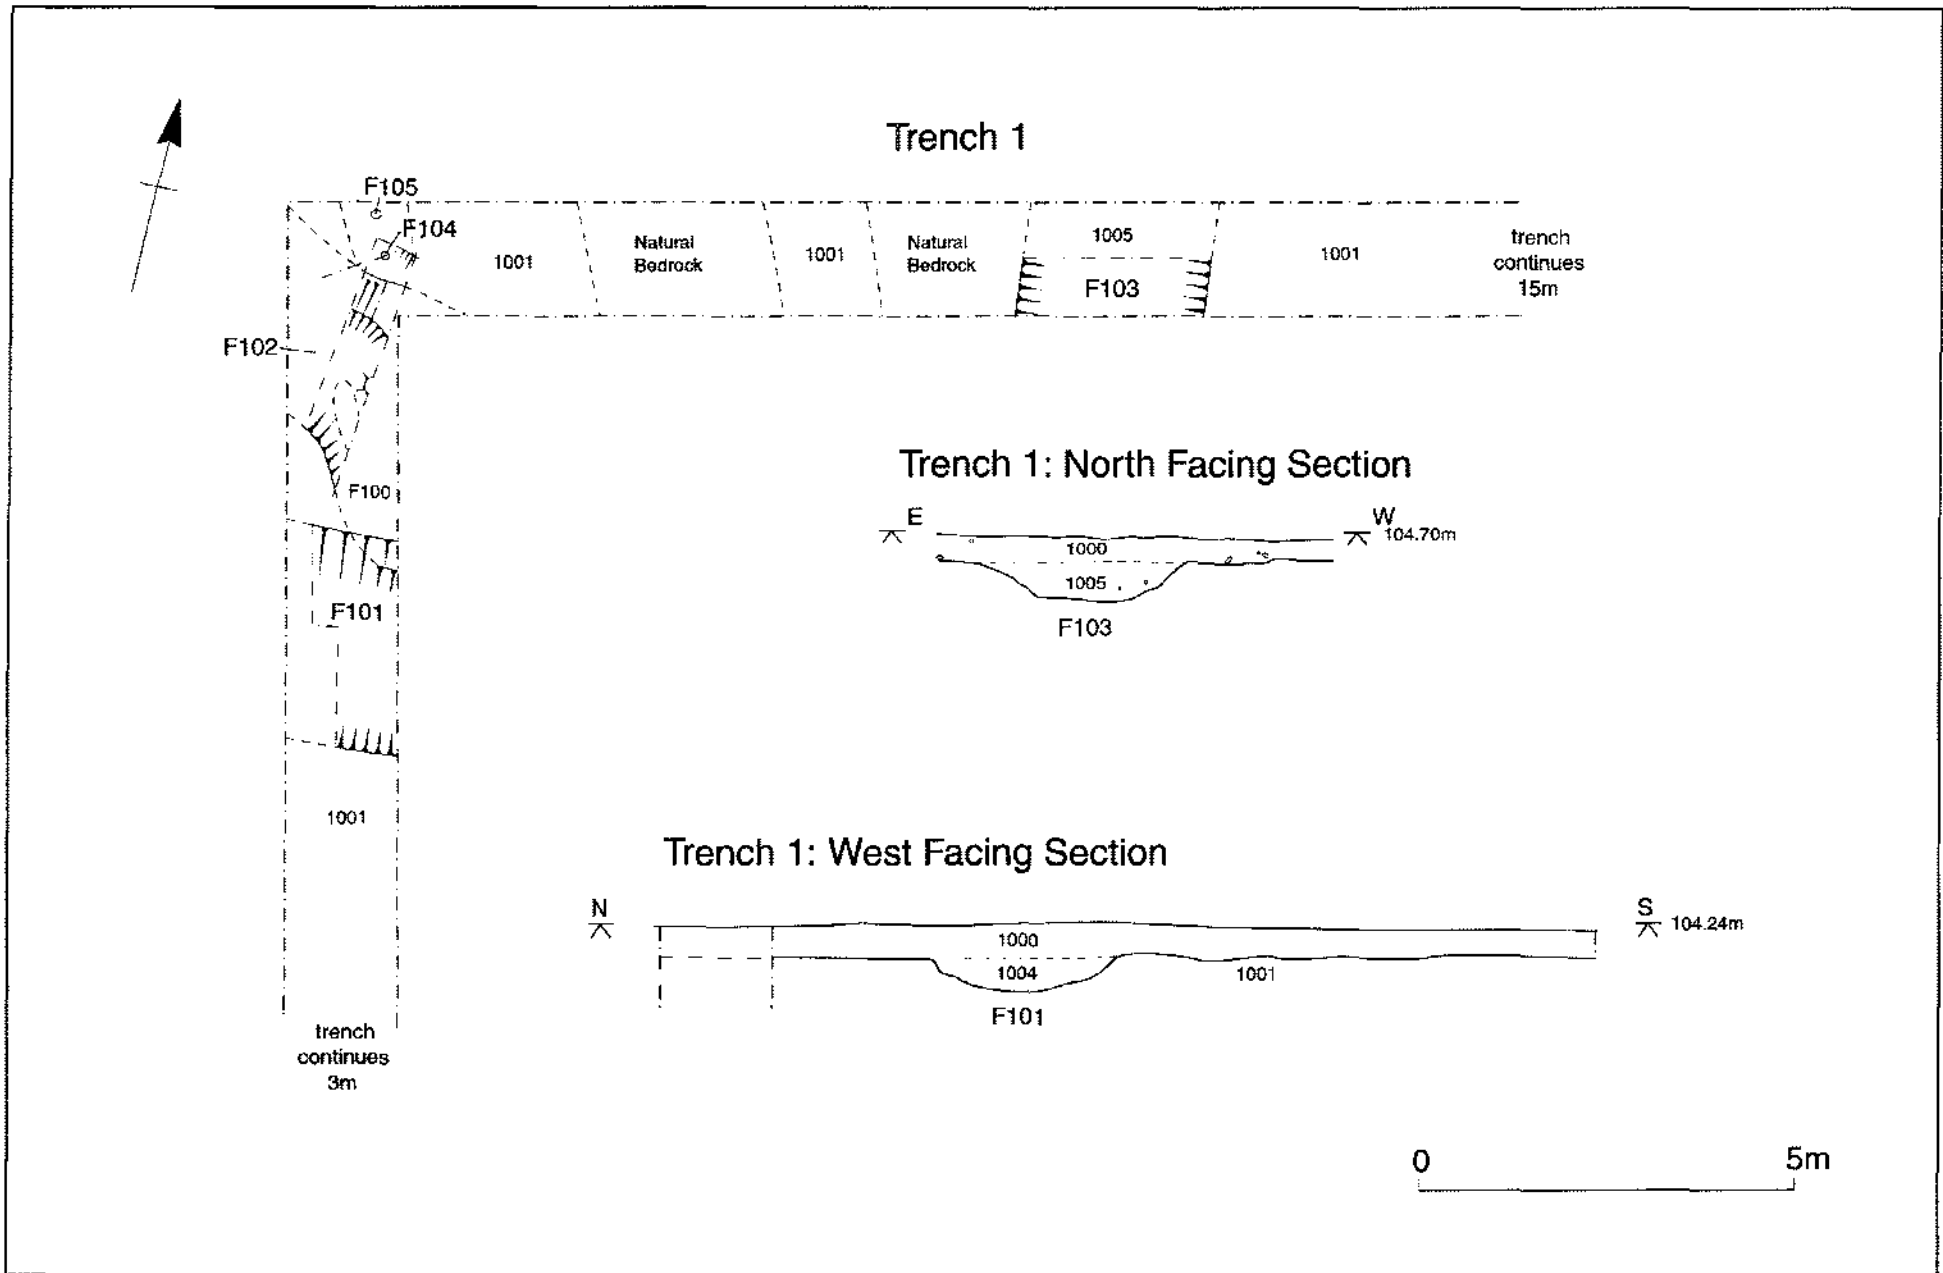 Trench 1
F105
F104
1001
Natural
Bedrock
1001
Natural
Bedrock
1005
F103
1001
trench
continues
15m
F102
F100
F101
1001
trench
continues
3m
Trench 1: North Facing Section
E
W
104.70m
1000
1005
F103
Trench 1: West Facing Section
N
S
104.24m
1000
1004
1001
F101
0
5m